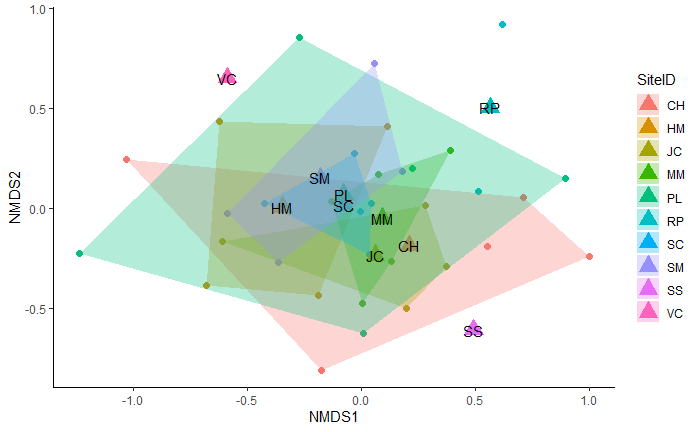 1.0
0.5
0.0
-0.5
NMDS2
-1.0
-0.5
0.0
0.5
1.0
NMDS1
VC
RP
SM
PL
SC
HM
MM
CH
JC
SS
SiteID
CH
HM
JC
MM
PL
RP
SC
SM
SS
VC